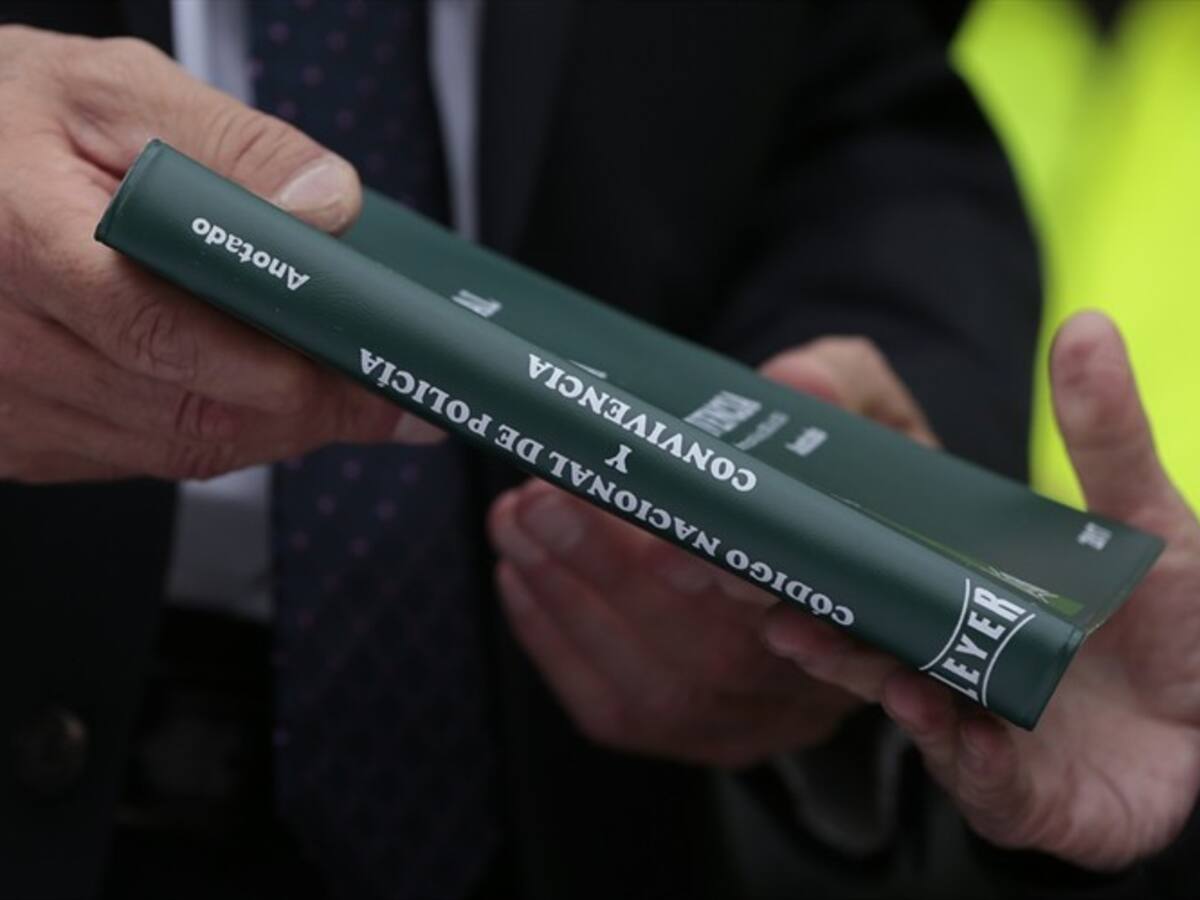 CÓDIGO NACIONAL DE POLICÍA
Y
CONVIVENCIA
Anotado
LEYER